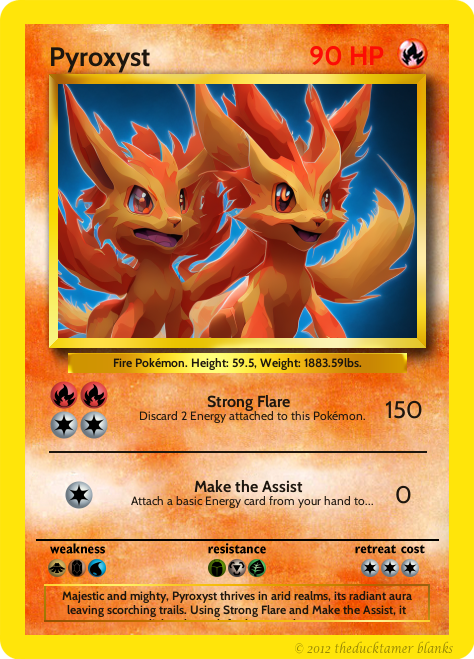 Pyroxyst 90 HP
Fire Pokémon. Height: 59.5, Weight: 1883.59lbs.
Strong Flare
Discard 2 Energy attached to this Pokémon. 150
Make the Assist
Attach a basic Energy card from your hand to... 0
weakness resistance retreat cost
Majestic and mighty, Pyroxyst thrives in arid realms, its radiant aura
leaving scorching trails. Using Strong Flare and Make the Assist, it
© 2012 theducktamer blanks